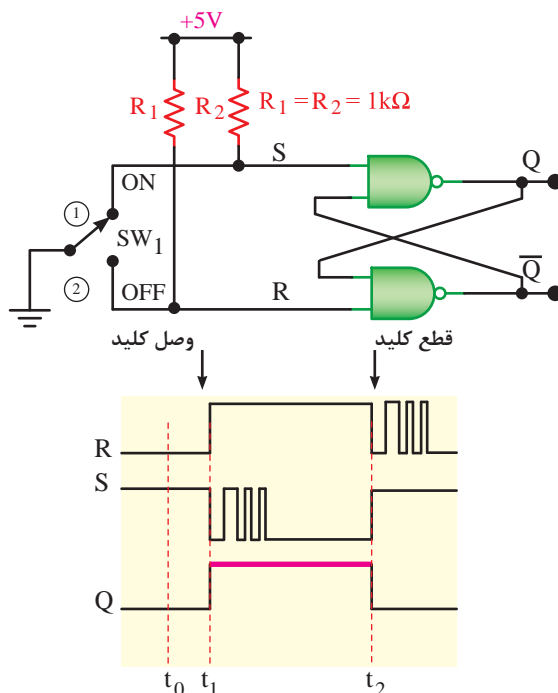 +5V
R₁ R₂ R₁ = R₂ = 1kΩ
S Q
ON
① SW₁
② OFF R Q̅
وصل کلید قطع کلید
R
S
Q
t₀ t₁ t₂